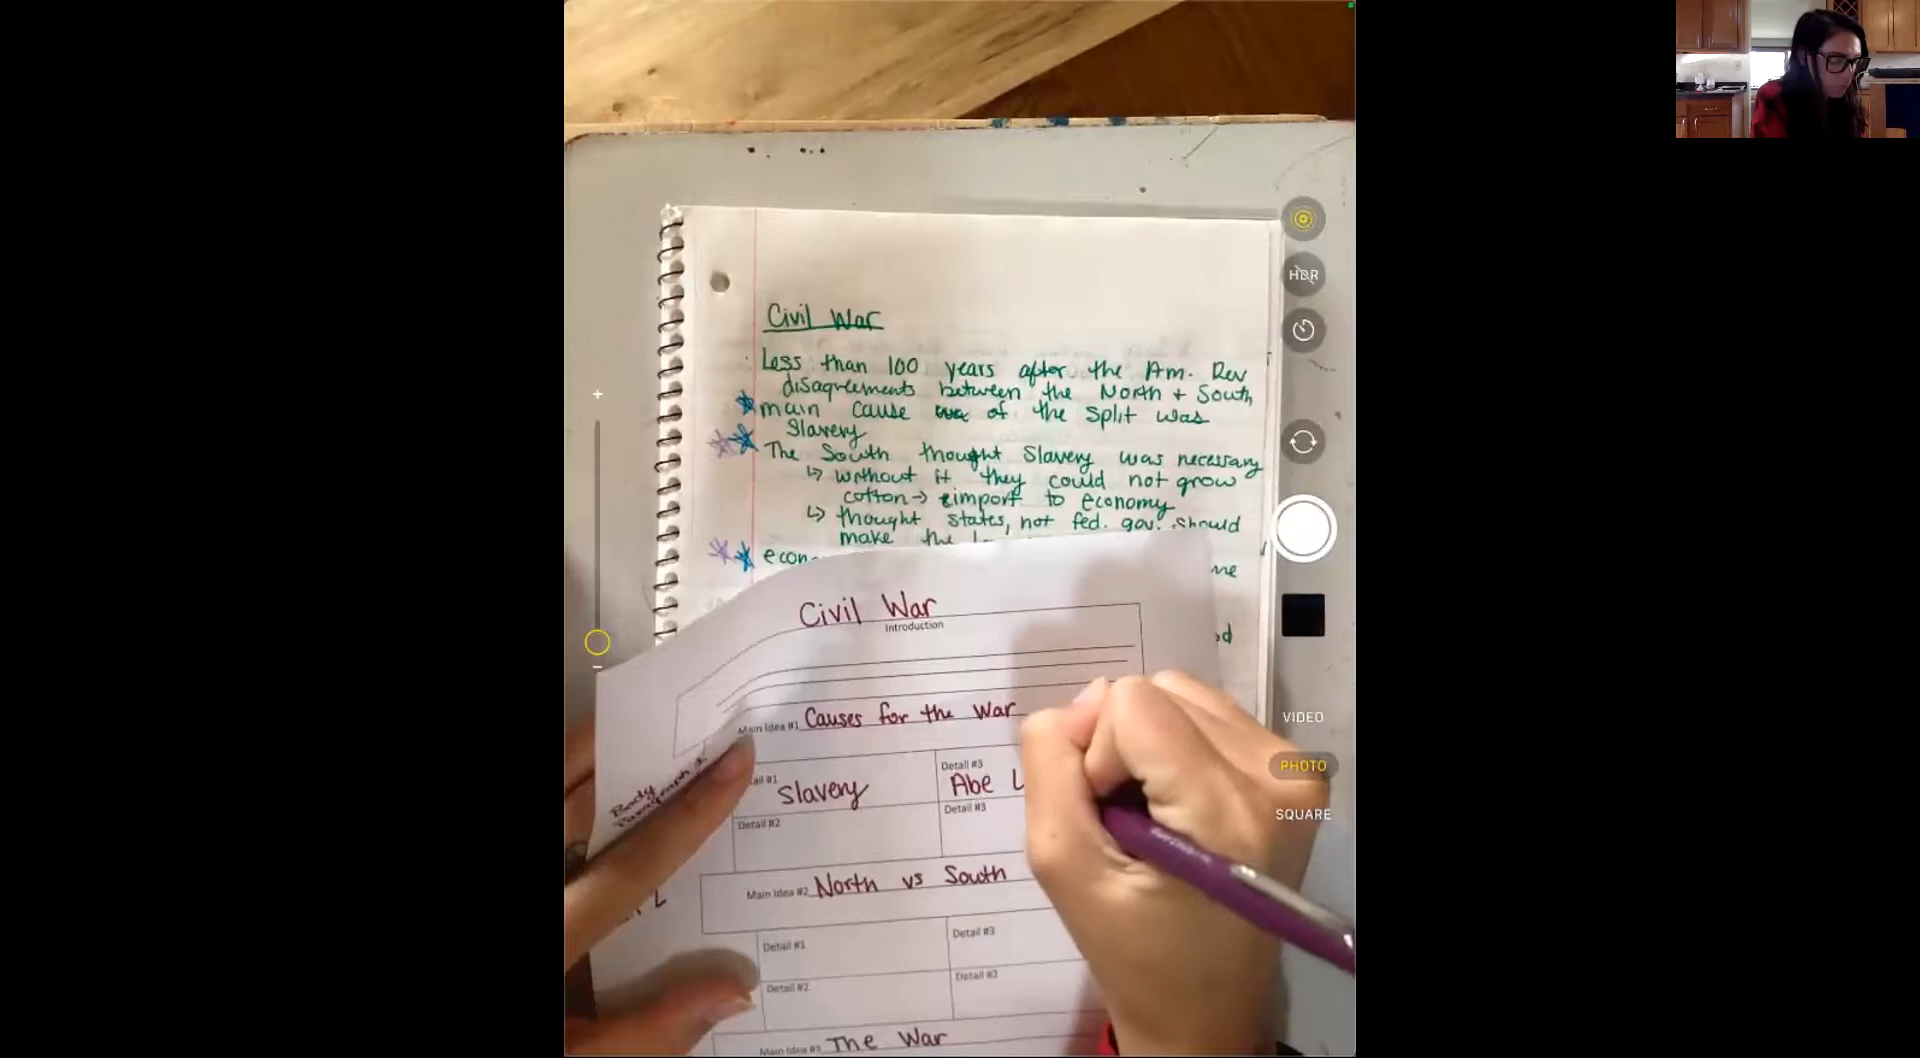 Civil War
Less than 100 years after the Am. Rev
disagreements between the North + South
main cause of the split was
Slavery
The South thought Slavery was necessary
↳ without it they could not grow
cotton → import to economy
↳ thought states, not fed. gov. should
make the
econ
Civil War
Introduction
Main Idea #1 Causes for the War
Detail #3
#1
Slavery
Abe L
Detail #2
Detail #3
Body
Paragraph
Main Idea #2 North vs South
Detail #1
Detail #3
Detail #2
Detail #3
Main Idea #3 The War
HDR
VIDEO
PHOTO
SQUARE